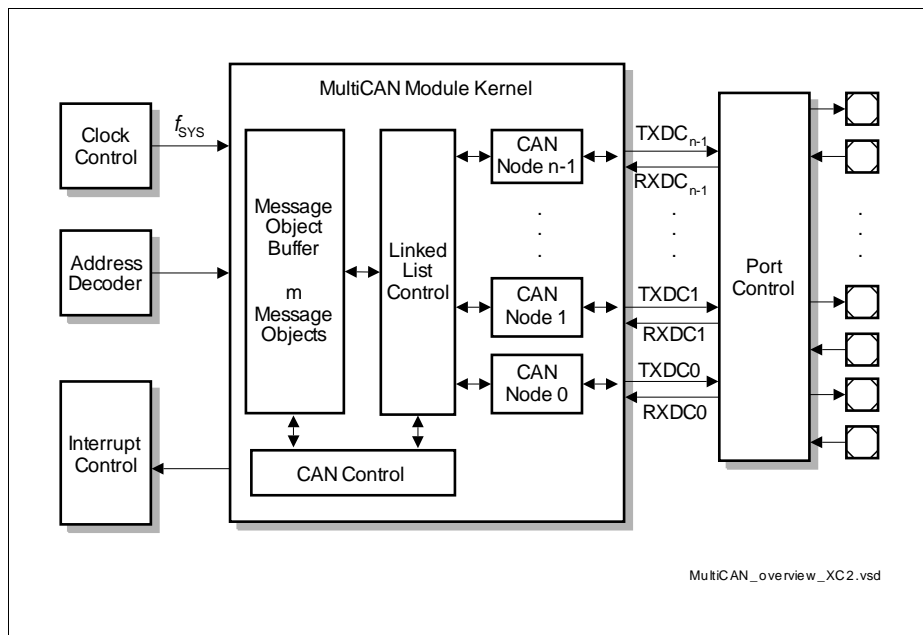 MultiCAN Module Kernel
Clock
Control
fSYS
Address
Decoder
Interrupt
Control
Message
Object
Buffer
m
Message
Objects
Linked
List
Control
CAN
Node n-1
CAN
Node 1
CAN
Node 0
CAN Control
TXDCn-1
RXDCn-1
TXDC1
RXDC1
TXDC0
RXDC0
Port
Control
MultiCAN_overview_XC2.vsd